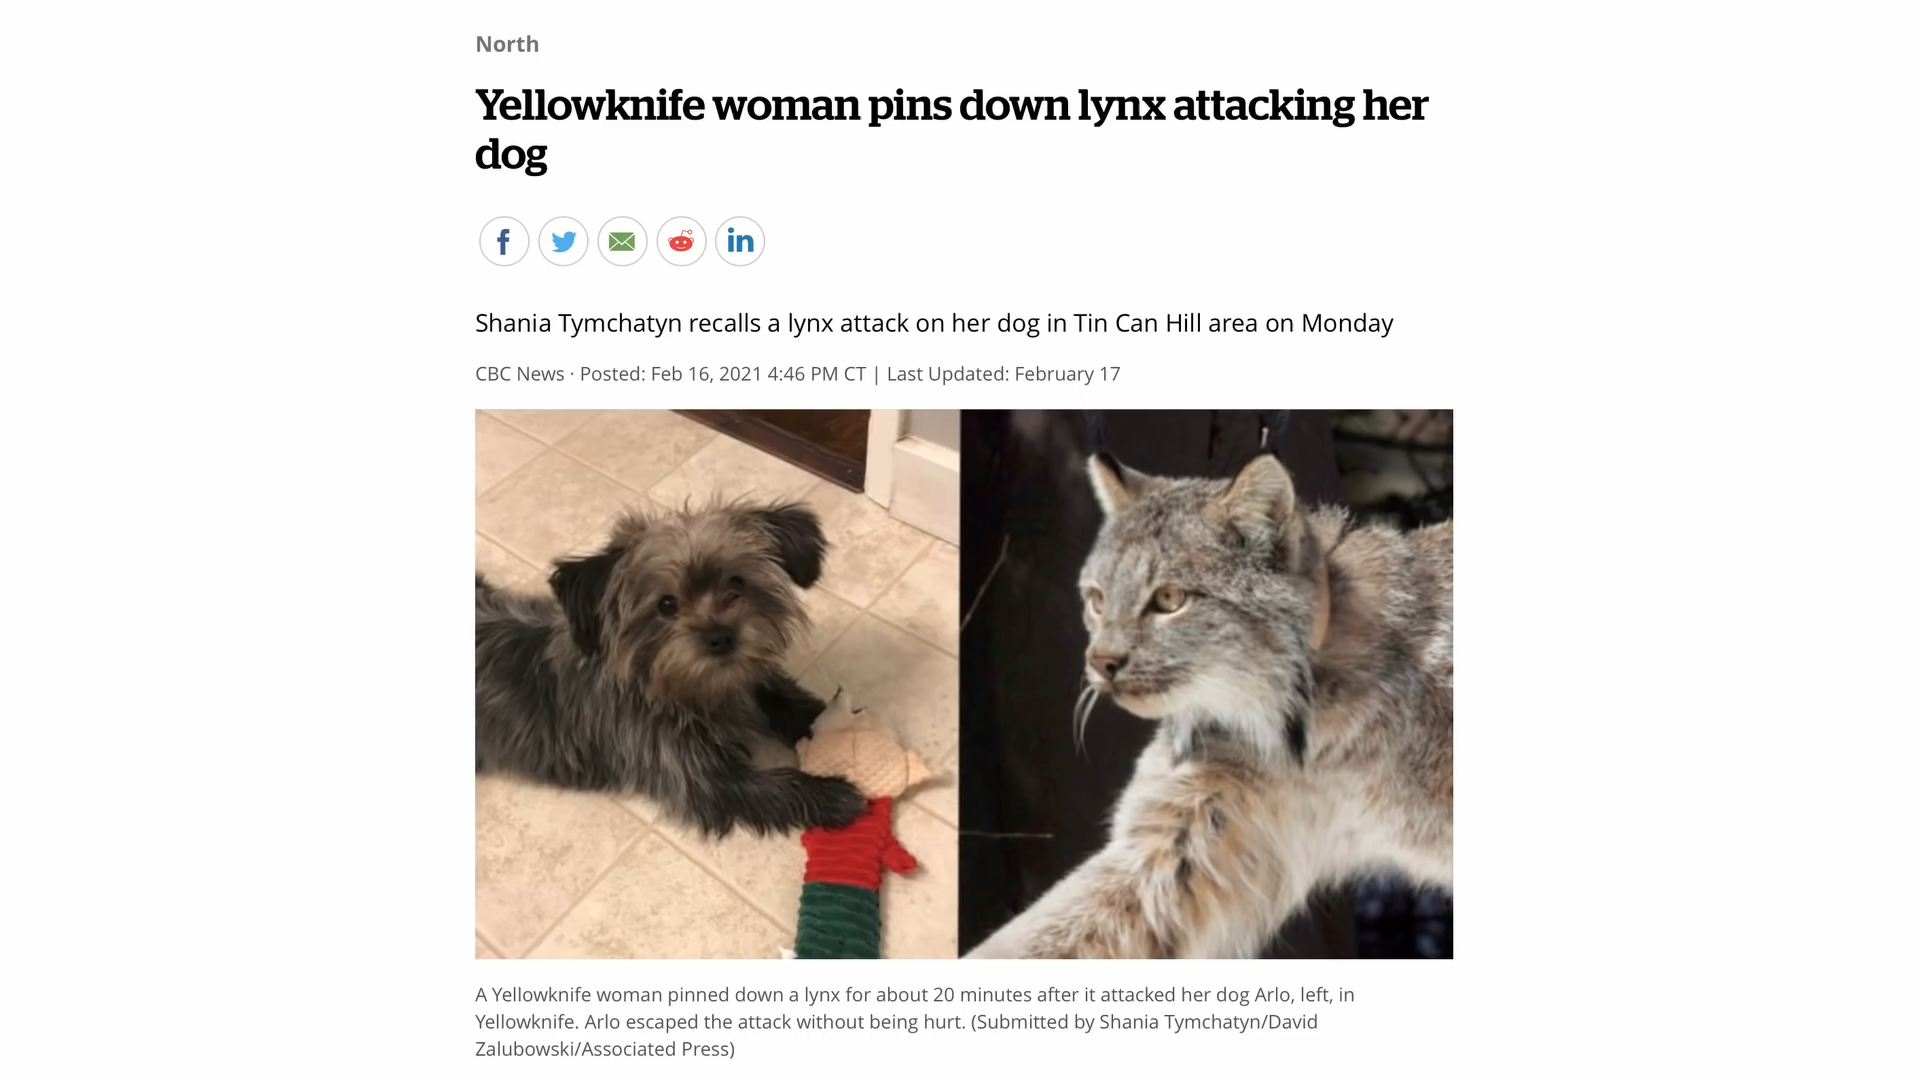 North
Yellowknife woman pins down lynx attacking her
dog
f
in
Shania Tymchatyn recalls a lynx attack on her dog in Tin Can Hill area on Monday
CBC News · Posted: Feb 16, 2021 4:46 PM CT | Last Updated: February 17
A Yellowknife woman pinned down a lynx for about 20 minutes after it attacked her dog Arlo, left, in
Yellowknife. Arlo escaped the attack without being hurt. (Submitted by Shania Tymchatyn/David
Zalubowski/Associated Press)